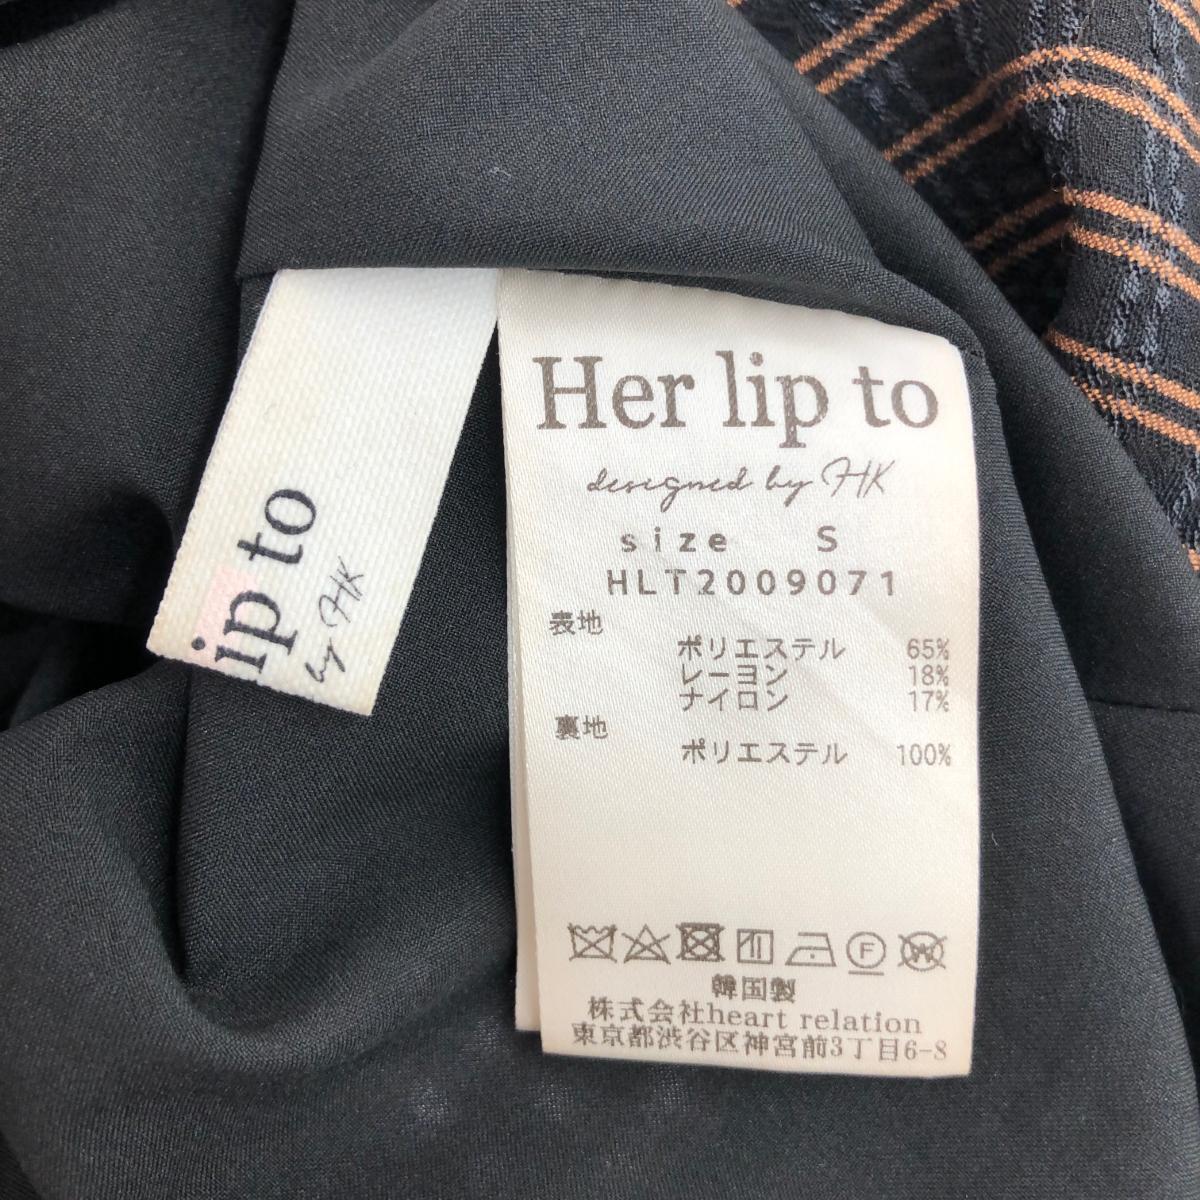 ip to
by HK
Her lip to
designed by HK
size S
HLT2009071
表地
ポリエステル 65%
レーヨン 18%
ナイロン 17%
裏地
ポリエステル 100%
F
W
韓国製
株式会社heart relation
東京都渋谷区神宮前3丁目6-8